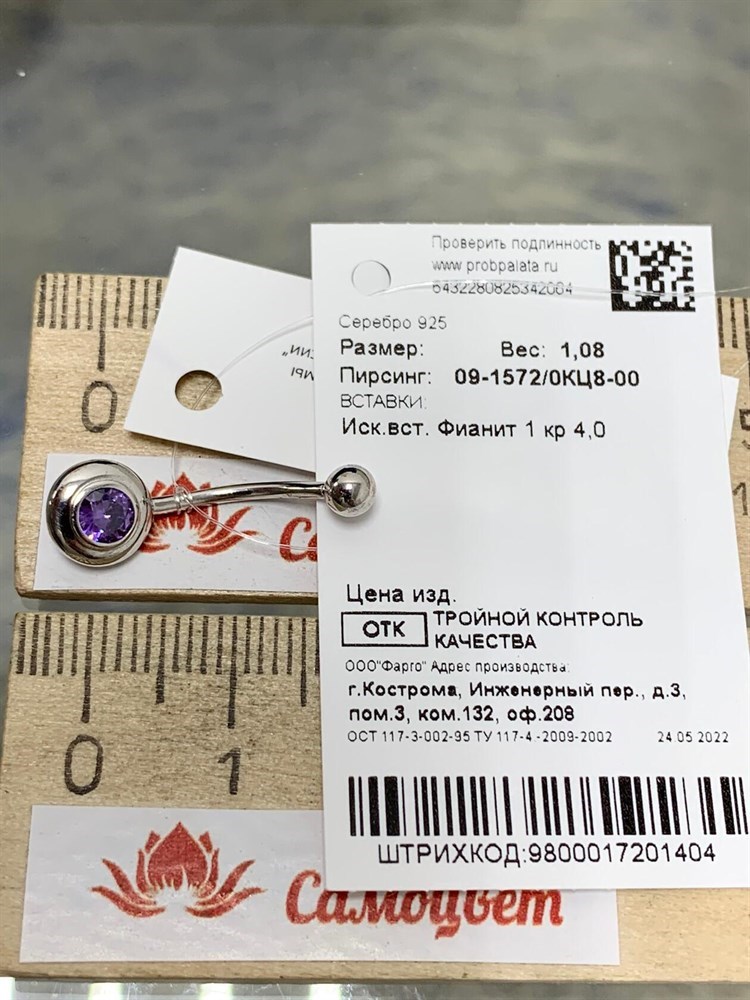 Проверить подлинность
www probpalata.ru
6432280825342004
Серебро 925
Размер: Вес: 1,08
Пирсинг: 09-1572/0КЦ8-00
ВСТАВКИ:
Иск.вст. Фианит 1 кр 4,0
Цена изд.
ОТК ТРОЙНОЙ КОНТРОЛЬ
КАЧЕСТВА
ООО"Фарго" Адрес производства:
г.Кострома, Инженерный пер., д.3,
пом.3, ком.132, оф.208
ОСТ 117-3-002-95 ТУ 117-4-2009-2002 24 05 2022
ШТРИХКОД:9800017201404
0
0 1
Самоцвет